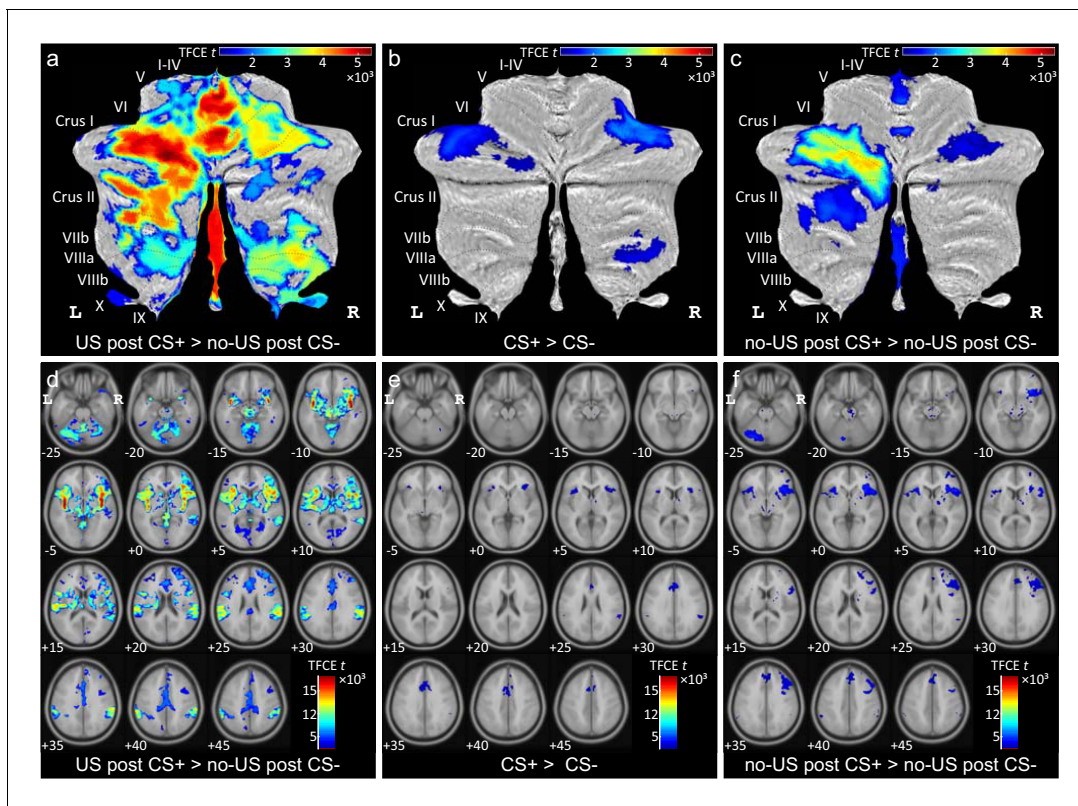 a TFCE t 2 3 4 5 ×10³
I-IV
V
VI
Crus I
Crus II
VIIb
VIIIa
VIIIb
X
IX
L R
US post CS+ > no-US post CS-
b TFCE t 2 3 4 5 ×10³
I-IV
V
VI
Crus I
Crus II
VIIb
VIIIa
VIIIb
X
IX
L R
CS+ > CS-
c TFCE t 2 3 4 5 ×10³
I-IV
V
VI
Crus I
Crus II
VIIb
VIIIa
VIIIb
X
IX
L R
no-US post CS+ > no-US post CS-
d
L R
-25 -20 -15 -10
-5 +0 +5 +10
+15 +20 +25 +30
TFCE t
×10³
15
12
5
+35 +40 +45
US post CS+ > no-US post CS-
e
L R
-25 -20 -15 -10
-5 +0 +5 +10
+15 +20 +25 +30
TFCE t
×10³
15
12
5
+35 +40 +45
CS+ > CS-
f
L R
-25 -20 -15 -10
-5 +0 +5 +10
+15 +20 +25 +30
TFCE t
×10³
15
12
5
+35 +40 +45
no-US post CS+ > no-US post CS-